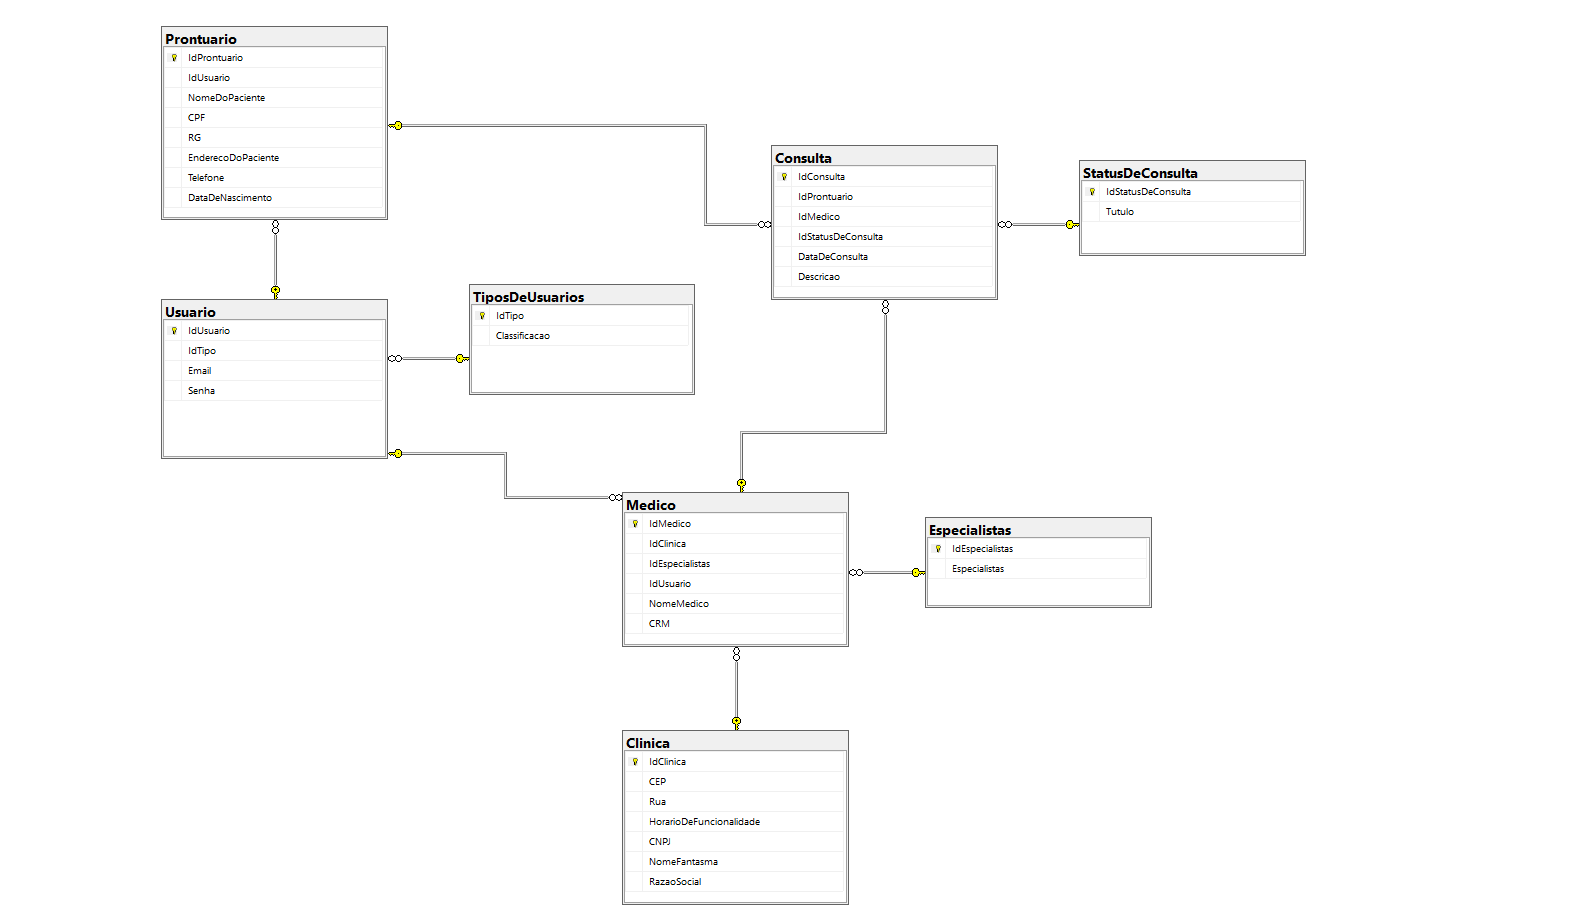 Prontuario
IdProntuario
IdUsuario
NomeDoPaciente
CPF
RG
EnderecoDoPaciente
Telefone
DataDeNascimento
Consulta
IdConsulta
IdProntuario
IdMedico
IdStatusDeConsulta
DataDeConsulta
Descricao
StatusDeConsulta
IdStatusDeConsulta
Tutulo
Usuario
IdUsuario
IdTipo
Email
Senha
TiposDeUsuarios
IdTipo
Classificacao
Medico
IdMedico
IdClinica
IdEspecialistas
IdUsuario
NomeMedico
CRM
Especialistas
IdEspecialistas
Especialistas
Clinica
IdClinica
CEP
Rua
HorarioDeFuncionalidade
CNPJ
NomeFantasma
RazaoSocial